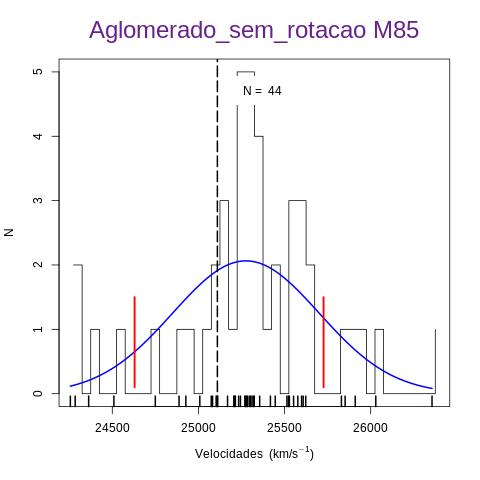 Aglomerado_sem_rotacao M85
N = 44
5
4
3
2
1
0
N
24500 25000 25500 26000
Velocidades (km/s⁻¹)